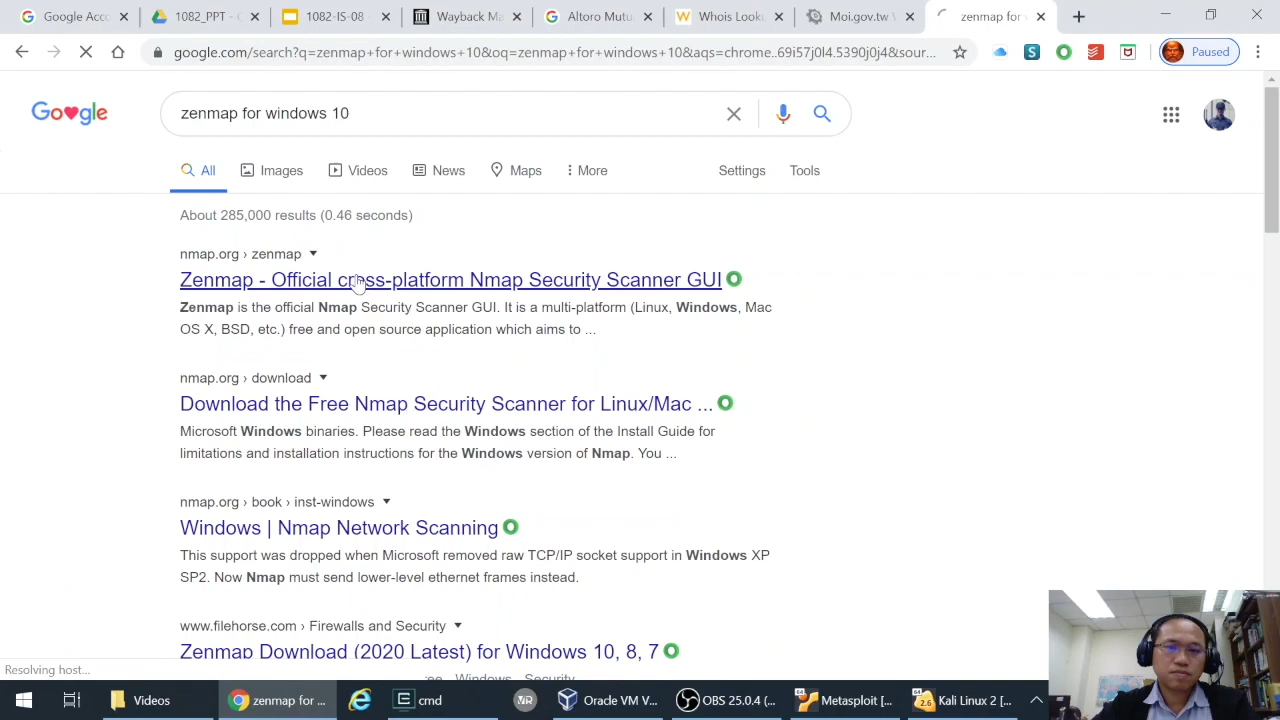 Google Acco
1082_PPT - G
1082-IS-08 -
Wayback Ma
Altoro Mutu
Whois Looku
Moi.gov.tw W
zenmap for
google.com/search?q=zenmap+for+windows+10&oq=zenmap+for+windows+10&aqs=chrome..69i57j0l4.5390j0j4&sour...
Paused
Google
zenmap for windows 10
All
Images
Videos
News
Maps
More
Settings
Tools
About 285,000 results (0.46 seconds)
nmap.org › zenmap
Zenmap - Official cross-platform Nmap Security Scanner GUI
Zenmap is the official Nmap Security Scanner GUI. It is a multi-platform (Linux, Windows, Mac
OS X, BSD, etc.) free and open source application which aims to ...
nmap.org › download
Download the Free Nmap Security Scanner for Linux/Mac ...
Microsoft Windows binaries. Please read the Windows section of the Install Guide for
limitations and installation instructions for the Windows version of Nmap. You ...
nmap.org › book › inst-windows
Windows | Nmap Network Scanning
This support was dropped when Microsoft removed raw TCP/IP socket support in Windows XP
SP2. Now Nmap must send lower-level ethernet frames instead.
www.filehorse.com › Firewalls and Security
Zenmap Download (2020 Latest) for Windows 10, 8, 7
Windows · Security
Resolving host...
Videos
zenmap for ...
cmd
Oracle VM V...
OBS 25.0.4 (...
Metasploit [...
Kali Linux 2 [...